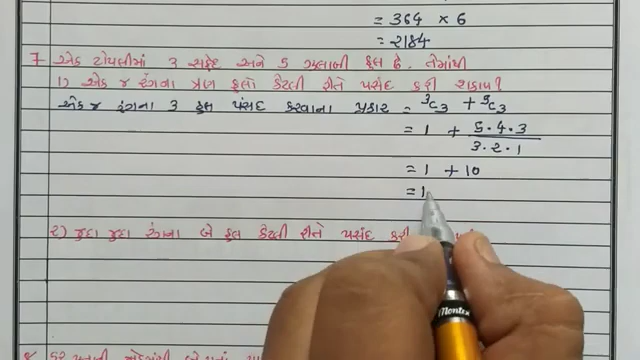 = 364 × 6
= 2184
7 એક ટોપલીમાં 3 સફેદ અને 5 ગુલાબી ફૂલ છે. તેમાંથી
1) એક જ રંગના ત્રણ ફૂલો કેટલી રીતે પસંદ કરી શકાય?
એક જ રંગના 3 ફૂલ પસંદ કરવાના પ્રકાર = ³C₃ + ⁵C₃
= 1 + 5.4.3 / 3.2.1
= 1 + 10
= 1
2) જુદા જુદા રંગના બે ફૂલ કેટલી રીતે પસંદ કરી
Montex